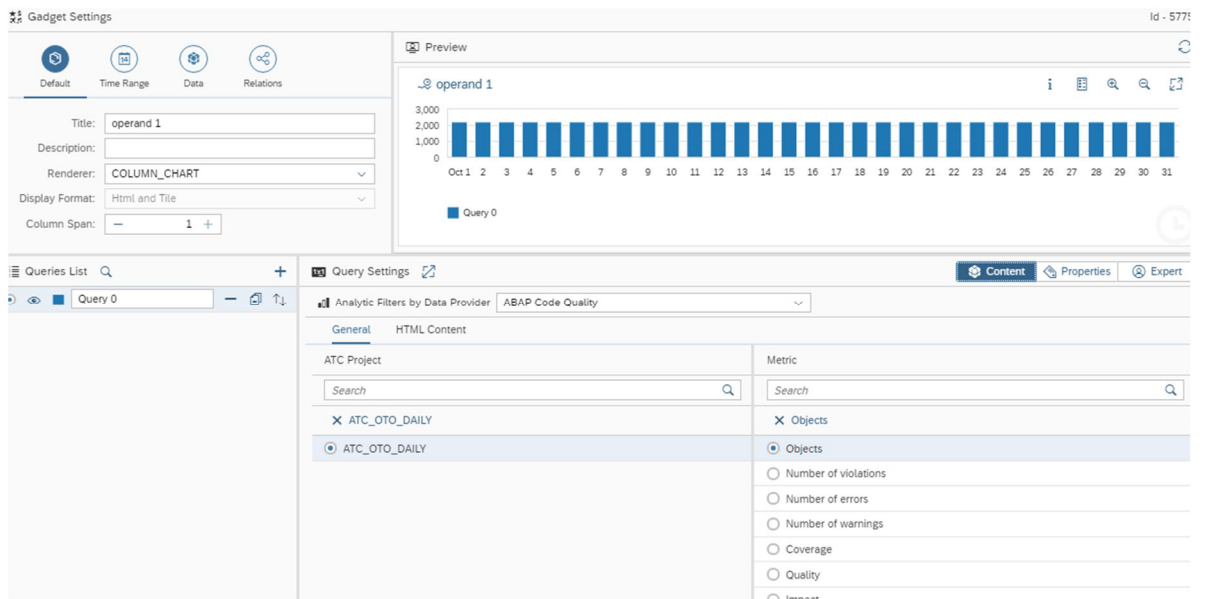 Gadget Settings
Id - 5775
Default Time Range Data Relations
Title: operand 1
Description:
Renderer: COLUMN_CHART
Display Format: Html and Tile
Column Span: − 1 +
Preview
operand 1
3,000
2,000
1,000
0
Oct 1 2 3 4 5 6 7 8 9 10 11 12 13 14 15 16 17 18 19 20 21 22 23 24 25 26 27 28 29 30 31
Query 0
Queries List
Query 0
Query Settings
Content Properties Expert
Analytic Filters by Data Provider ABAP Code Quality
General HTML Content
ATC Project
Search
ATC_OTO_DAILY
ATC_OTO_DAILY
Metric
Search
Objects
Objects
Number of violations
Number of errors
Number of warnings
Coverage
Quality